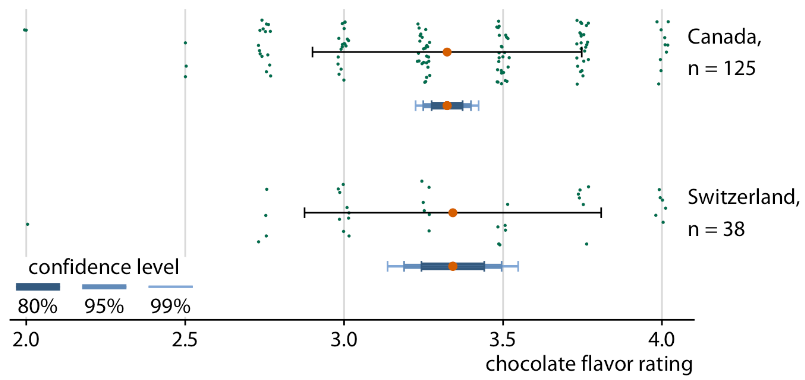 Canada,
n = 125
Switzerland,
n = 38
confidence level
80% 95% 99%
2.0 2.5 3.0 3.5 4.0
chocolate flavor rating